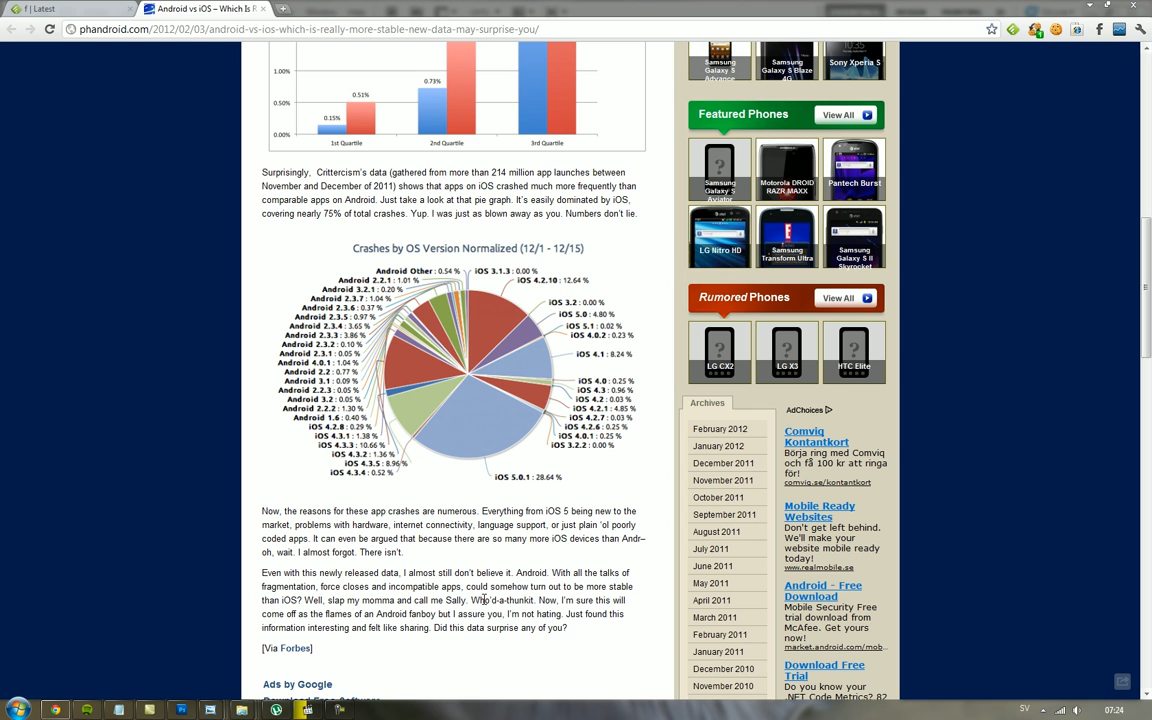 f | Latest
Android vs iOS – Which Is R
phandroid.com/2012/02/03/android-vs-ios-which-is-really-more-stable-new-data-may-surprise-you/
1.00%
0.50%
0.00%
0.15%
0.51%
0.73%
1st Quartile
2nd Quartile
3rd Quartile
Surprisingly, Crittercism's data (gathered from more than 214 million app launches between
November and December of 2011) shows that apps on iOS crashed much more frequently than
comparable apps on Android. Just take a look at that pie graph. It's easily dominated by iOS,
covering nearly 75% of total crashes. Yup. I was just as blown away as you. Numbers don't lie.
Crashes by OS Version Normalized (12/1 - 12/15)
Android Other : 0.54 %
Android 2.2.1 : 1.01 %
Android 3.2.1 : 0.20 %
Android 2.3.7 : 1.04 %
Android 2.3.6 : 0.37 %
Android 2.3.5 : 0.97 %
Android 2.3.4 : 3.65 %
Android 2.3.3 : 3.86 %
Android 2.3.2 : 0.10 %
Android 2.3.1 : 0.05 %
Android 4.0.1 : 1.04 %
Android 2.2 : 0.77 %
Android 3.1 : 0.09 %
Android 2.2.3 : 0.05 %
Android 3.2 : 0.05 %
Android 2.2.2 : 1.30 %
Android 1.6 : 0.40 %
iOS 4.2.8 : 0.29 %
iOS 4.3.1 : 1.38 %
iOS 4.3.3 : 10.66 %
iOS 4.3.2 : 1.36 %
iOS 4.3.5 : 8.96 %
iOS 4.3.4 : 0.52 %
iOS 3.1.3 : 0.00 %
iOS 4.2.10 : 12.64 %
iOS 3.2 : 0.00 %
iOS 5.0 : 4.80 %
iOS 5.1 : 0.02 %
iOS 4.0.2 : 0.23 %
iOS 4.1 : 8.24 %
iOS 4.0 : 0.25 %
iOS 4.3 : 0.96 %
iOS 4.2 : 0.03 %
iOS 4.2.1 : 4.85 %
iOS 4.2.7 : 0.03 %
iOS 4.2.6 : 0.25 %
iOS 4.0.1 : 0.25 %
iOS 3.2.2 : 0.00 %
iOS 5.0.1 : 28.64 %
Now, the reasons for these app crashes are numerous. Everything from iOS 5 being new to the
market, problems with hardware, internet connectivity, language support, or just plain 'ol poorly
coded apps. It can even be argued that because there are so many more iOS devices than Andr–
oh, wait. I almost forgot. There isn't.
Even with this newly released data, I almost still don't believe it. Android. With all the talks of
fragmentation, force closes and incompatible apps, could somehow turn out to be more stable
than iOS? Well, slap my momma and call me Sally. Who'd-a-thunkit. Now, I'm sure this will
come off as the flames of an Android fanboy but I assure you, I'm not hating. Just found this
information interesting and felt like sharing. Did this data surprise any of you?
[Via Forbes]
Ads by Google
Samsung
Galaxy S
Advance
Samsung
Galaxy S Blaze
4G
Sony Xperia S
Featured Phones
View All
Samsung
Galaxy S
Aviator
Motorola DROID
RAZR MAXX
Pantech Burst
LG Nitro HD
Samsung
Transform Ultra
Samsung
Galaxy S II
Skyrocket
Rumored Phones
View All
LG CX2
LG X3
HTC Elite
Archives
February 2012
January 2012
December 2011
November 2011
October 2011
September 2011
August 2011
July 2011
June 2011
May 2011
April 2011
March 2011
February 2011
January 2011
December 2010
November 2010
AdChoices
Comviq
Kontantkort
Börja ring med Comviq
och få 100 kr att ringa
för!
comviq.se/kontantkort
Mobile Ready
Websites
Don't get left behind.
We'll make your
website mobile ready
today!
www.realmobile.se
Android - Free
Download
Mobile Security Free
Download trial from
McAfee. Get yours
now!
market.android.com/mob...
Download Free
Trial
Do you know your
.NET Code Metrics? 82
SV
07:24